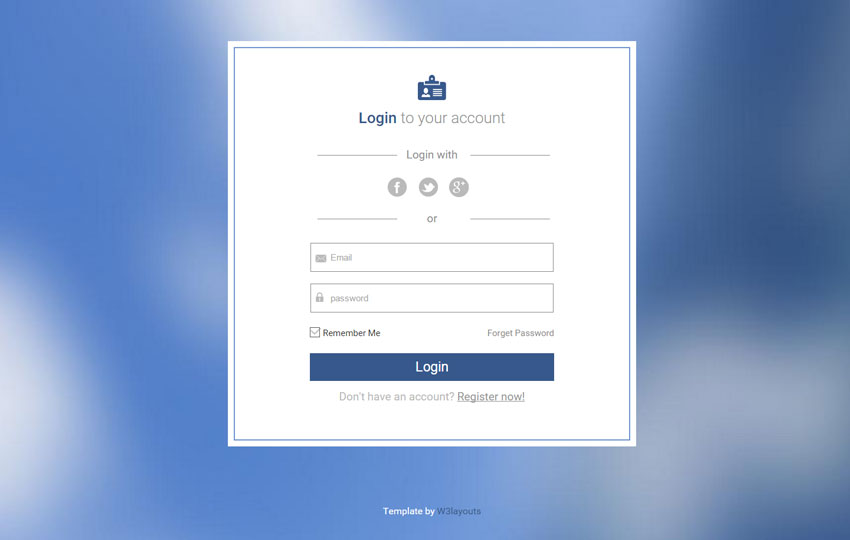 Login to your account
Login with
f g+
or
Email
password
Remember Me Forget Password
Login
Don't have an account? Register now!
Template by W3layouts